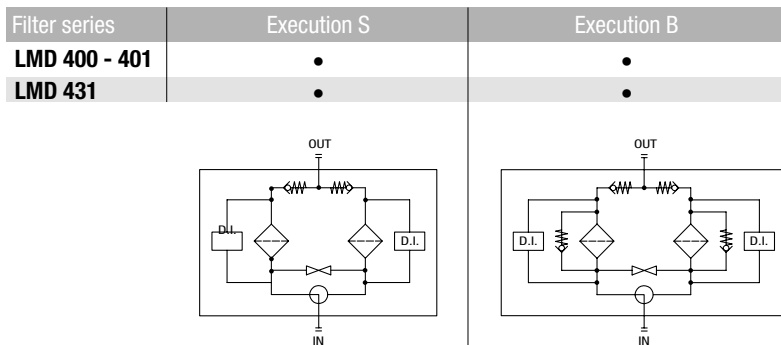 Filter series Execution S Execution B
LMD 400 - 401 • •
LMD 431 • •
OUT OUT
D.I. D.I. D.I. D.I.
IN IN